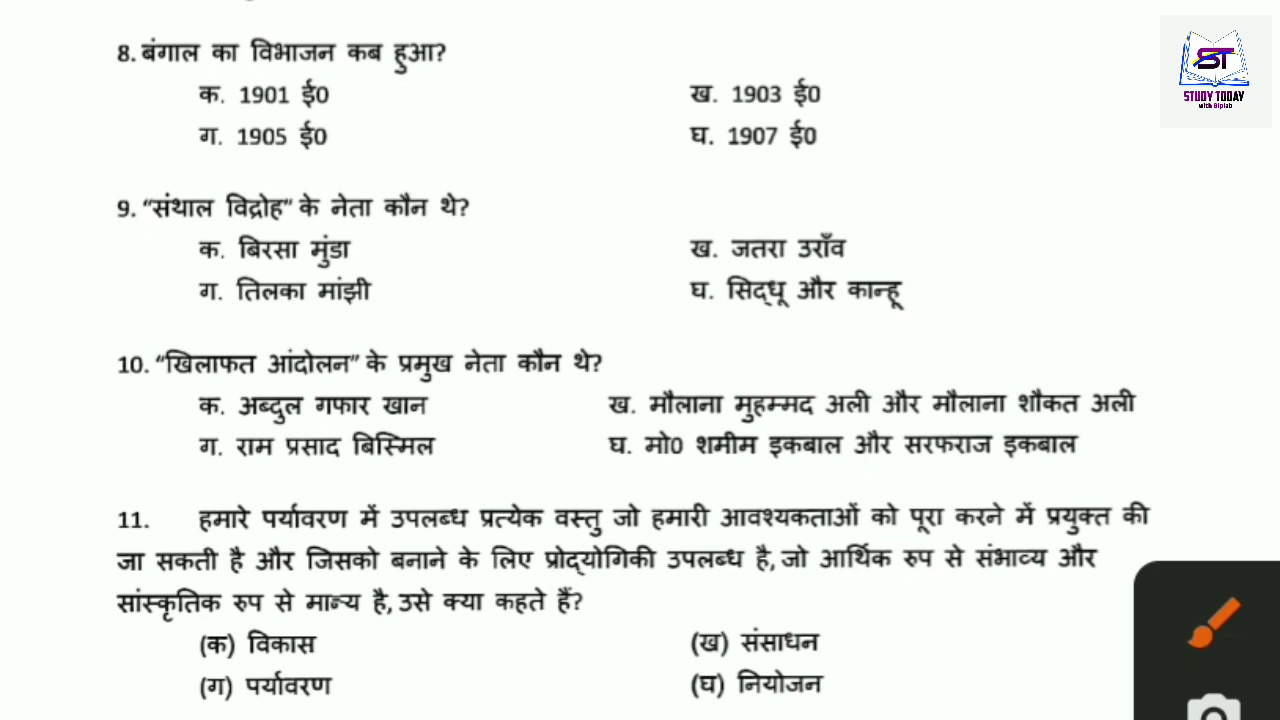 8. बंगाल का विभाजन कब हुआ?
क. 1901 ई0 ख. 1903 ई0
ग. 1905 ई0 घ. 1907 ई0
9. “संथाल विद्रोह” के नेता कौन थे?
क. बिरसा मुंडा ख. जतरा उराँव
ग. तिलका मांझी घ. सिद्धू और कान्हू
10. “खिलाफत आंदोलन” के प्रमुख नेता कौन थे?
क. अब्दुल गफार खान ख. मौलाना मुहम्मद अली और मौलाना शौकत अली
ग. राम प्रसाद बिस्मिल घ. मो0 शमीम इकबाल और सरफराज इकबाल
11. हमारे पर्यावरण में उपलब्ध प्रत्येक वस्तु जो हमारी आवश्यकताओं को पूरा करने में प्रयुक्त की
जा सकती है और जिसको बनाने के लिए प्रोद्योगिकी उपलब्ध है, जो आर्थिक रुप से संभाव्य और
सांस्कृतिक रुप से मान्य है, उसे क्या कहते हैं?
(क) विकास (ख) संसाधन
(ग) पर्यावरण (घ) नियोजन
ST
STUDY TODAY
with Biplab